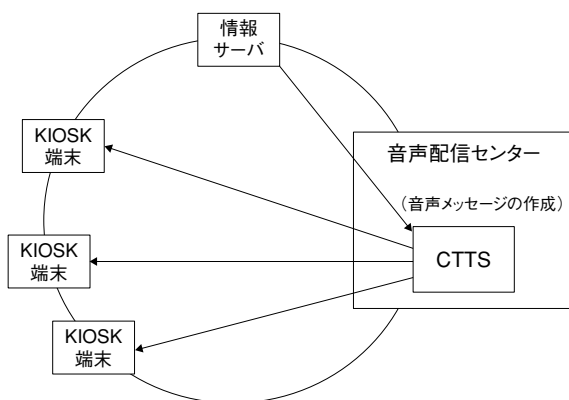 情報
サーバ
KIOSK
端末
音声配信センター
(音声メッセージの作成)
CTTS
KIOSK
端末
KIOSK
端末